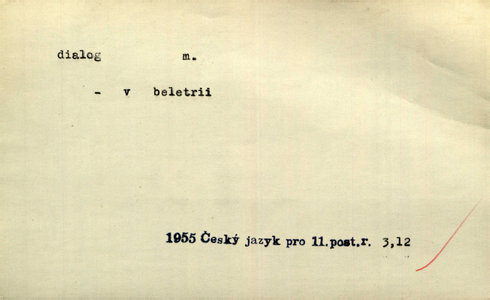 dialog m.
- v beletrii
1955 Český jazyk pro 11.post.r. 3,12